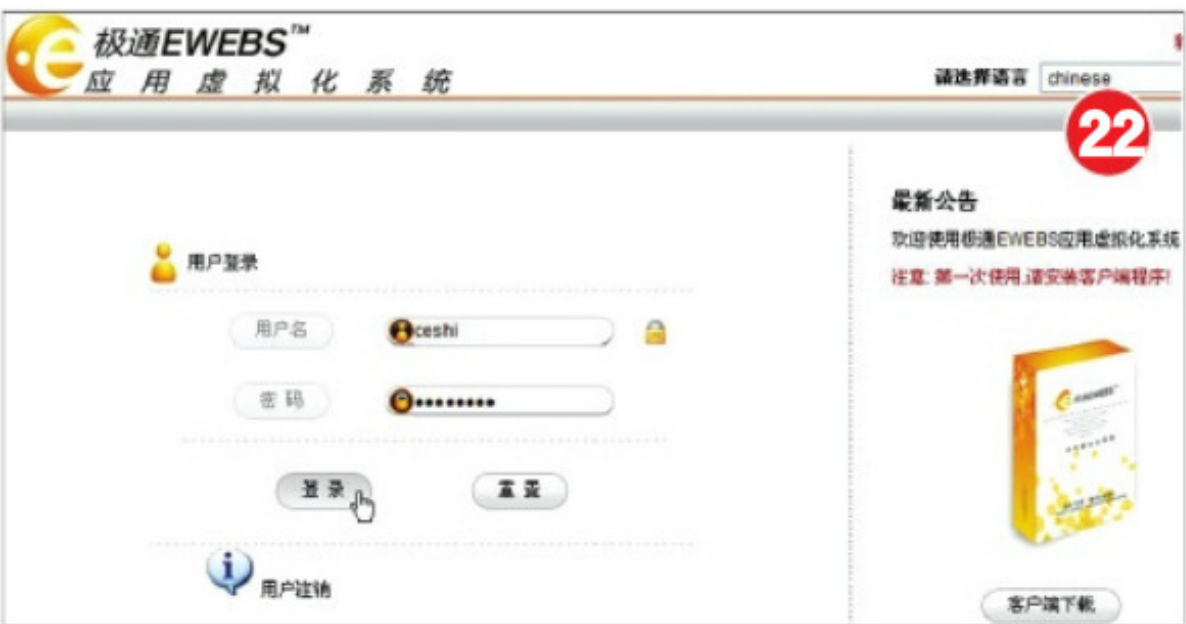 极通EWEBS™
应用虚拟化系统
请选择语言 chinese
22
最新公告
欢迎使用极通EWEBS应用虚拟化系统
注意: 第一次使用,请安装客户端程序!
用户登录
用户名 ceshi
密码 ●●●●●●●●●
登录 重置
用户注销
客户端下载